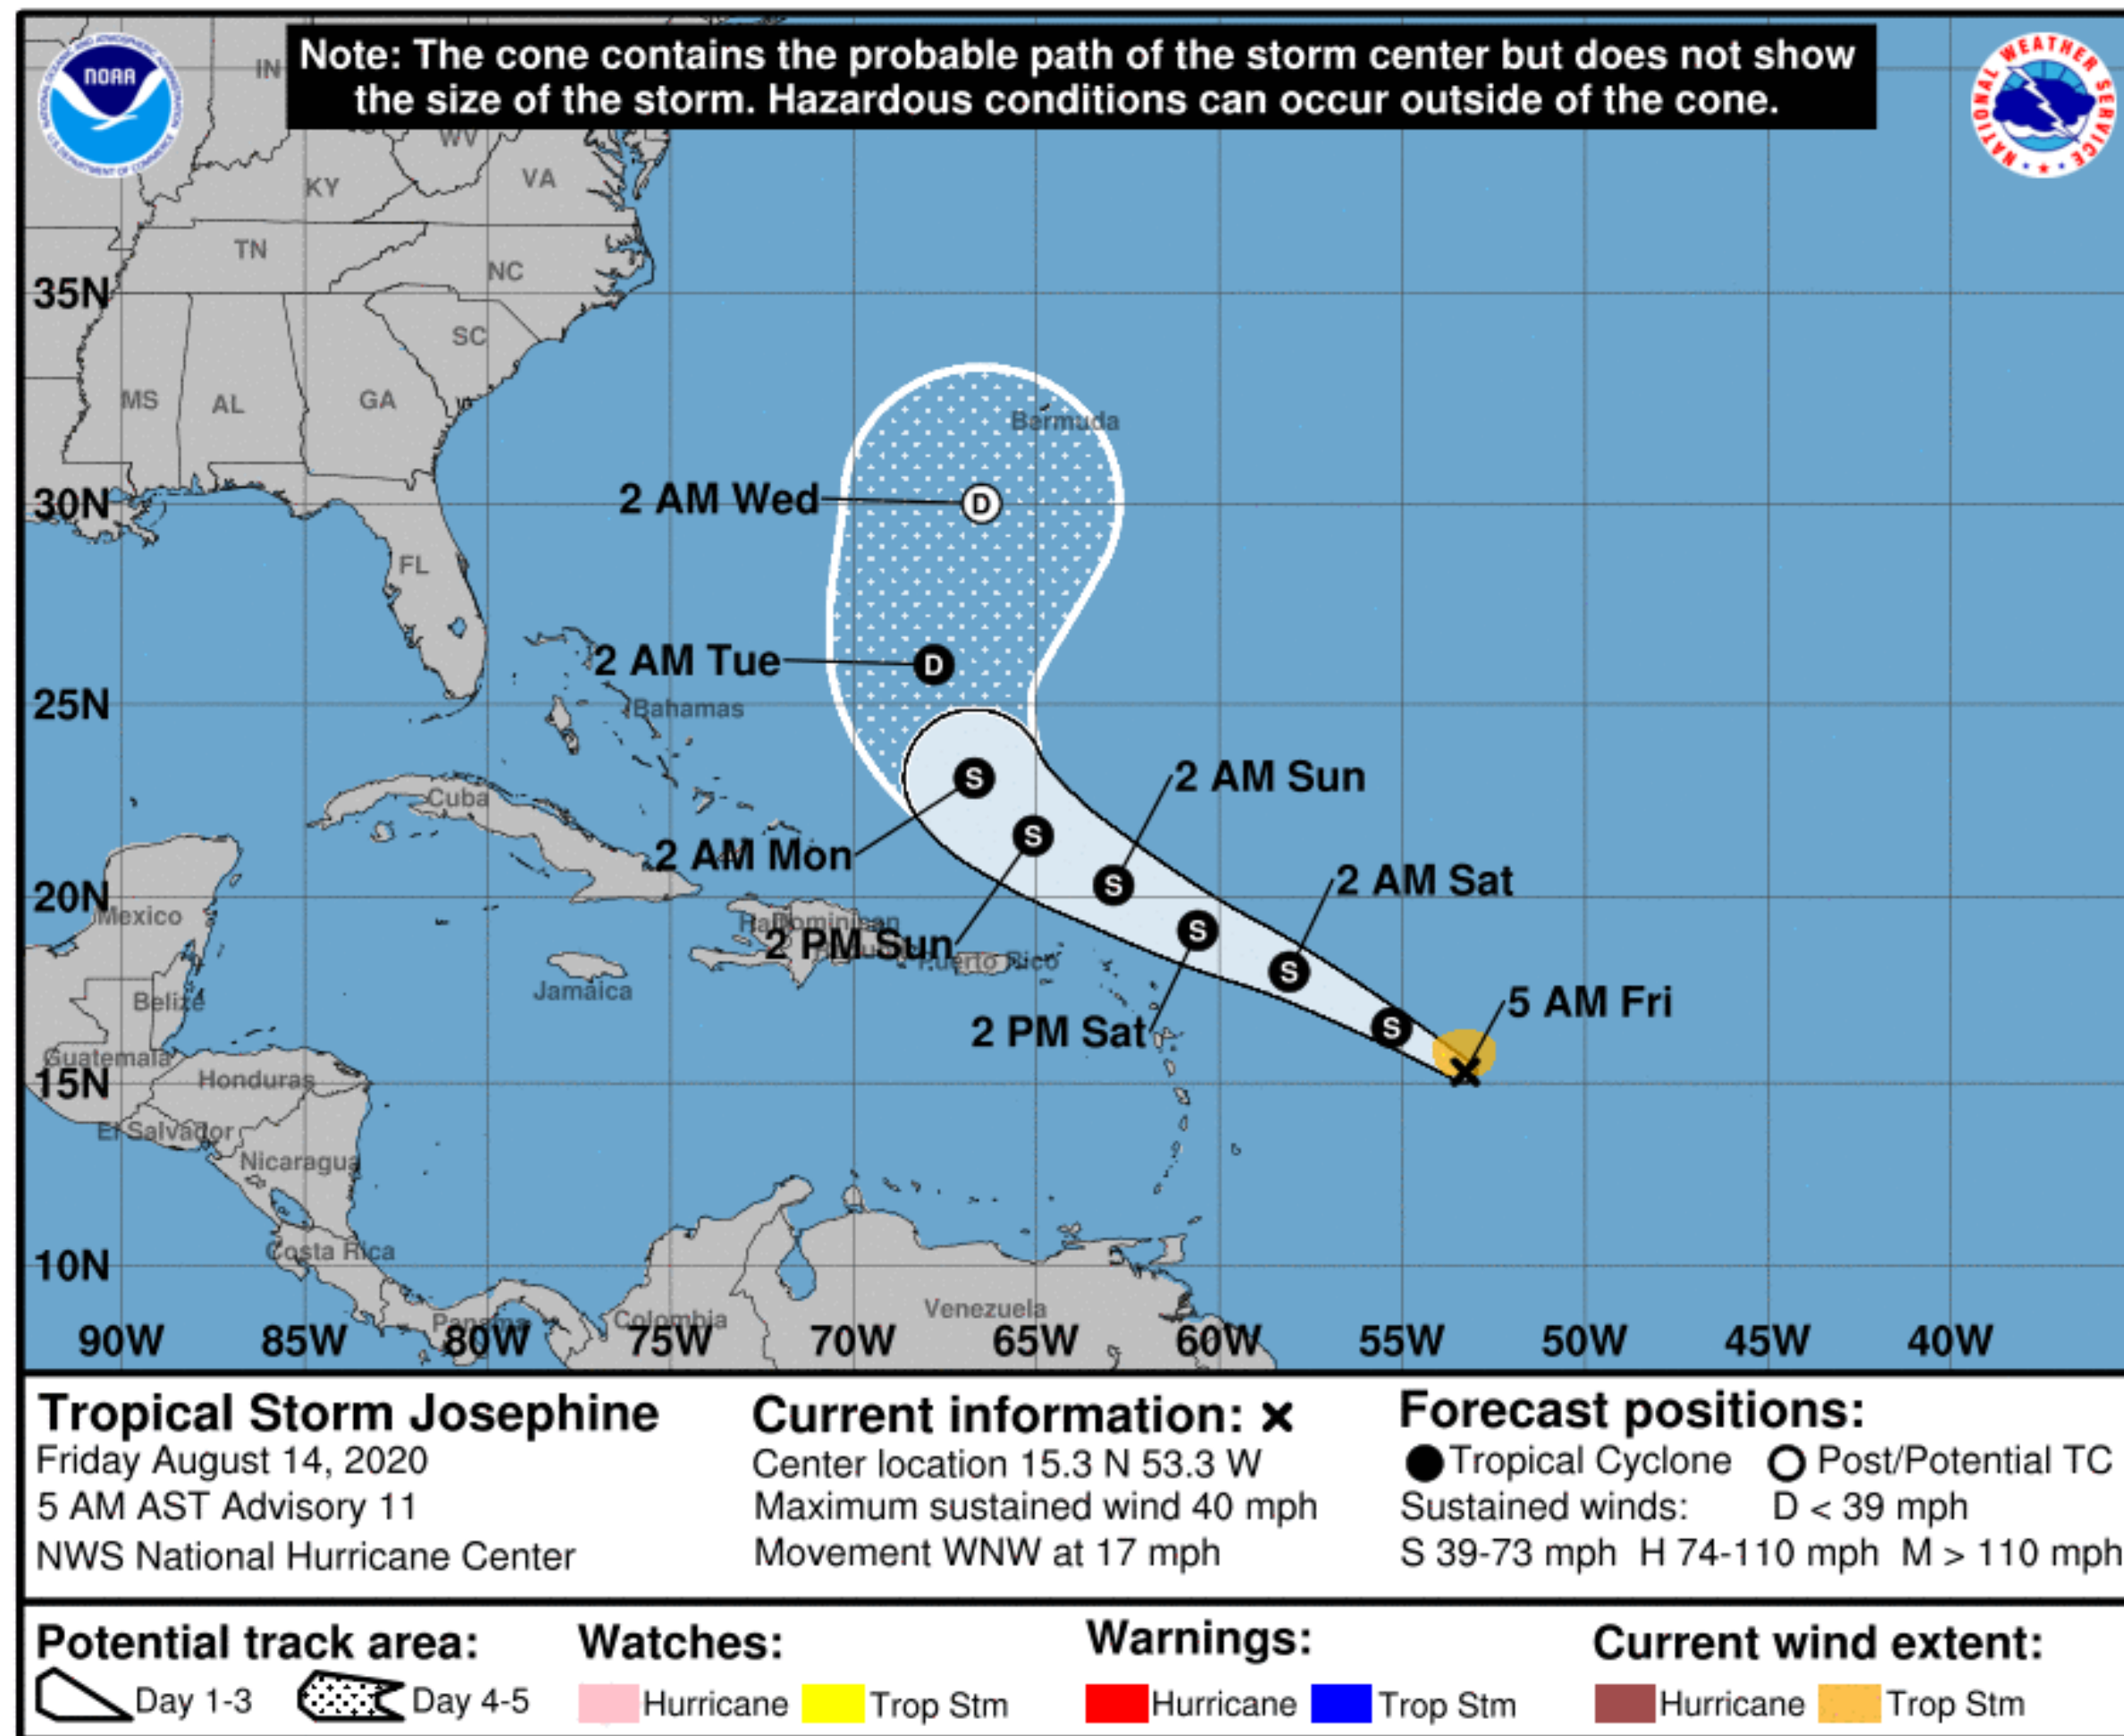 Note: The cone contains the probable path of the storm center but does not show
the size of the storm. Hazardous conditions can occur outside of the cone.
NOAA
NATIONAL WEATHER SERVICE
IN
WV
VA
KY
TN
NC
35N
SC
MS
AL
GA
Bermuda
2 AM Wed
D
30N
FL
2 AM Tue
D
25N
Bahamas
S
2 AM Sun
Cuba
S
2 AM Mon
S
2 AM Sat
20N
Mexico
Dominican
S
2 PM Sun
Puerto Rico
S
Jamaica
Belize
5 AM Fri
2 PM Sat
S
Guatemala
15N
Honduras
El Salvador
Nicaragua
Costa Rica
10N
Venezuela
Panama
Colombia
90W 85W 80W 75W 70W 65W 60W 55W 50W 45W 40W
Tropical Storm Josephine
Friday August 14, 2020
5 AM AST Advisory 11
NWS National Hurricane Center
Current information: x
Center location 15.3 N 53.3 W
Maximum sustained wind 40 mph
Movement WNW at 17 mph
Forecast positions:
Tropical Cyclone Post/Potential TC
Sustained winds: D < 39 mph
S 39-73 mph H 74-110 mph M > 110 mph
Potential track area:
Day 1-3 Day 4-5
Watches:
Hurricane Trop Stm
Warnings:
Hurricane Trop Stm
Current wind extent:
Hurricane Trop Stm